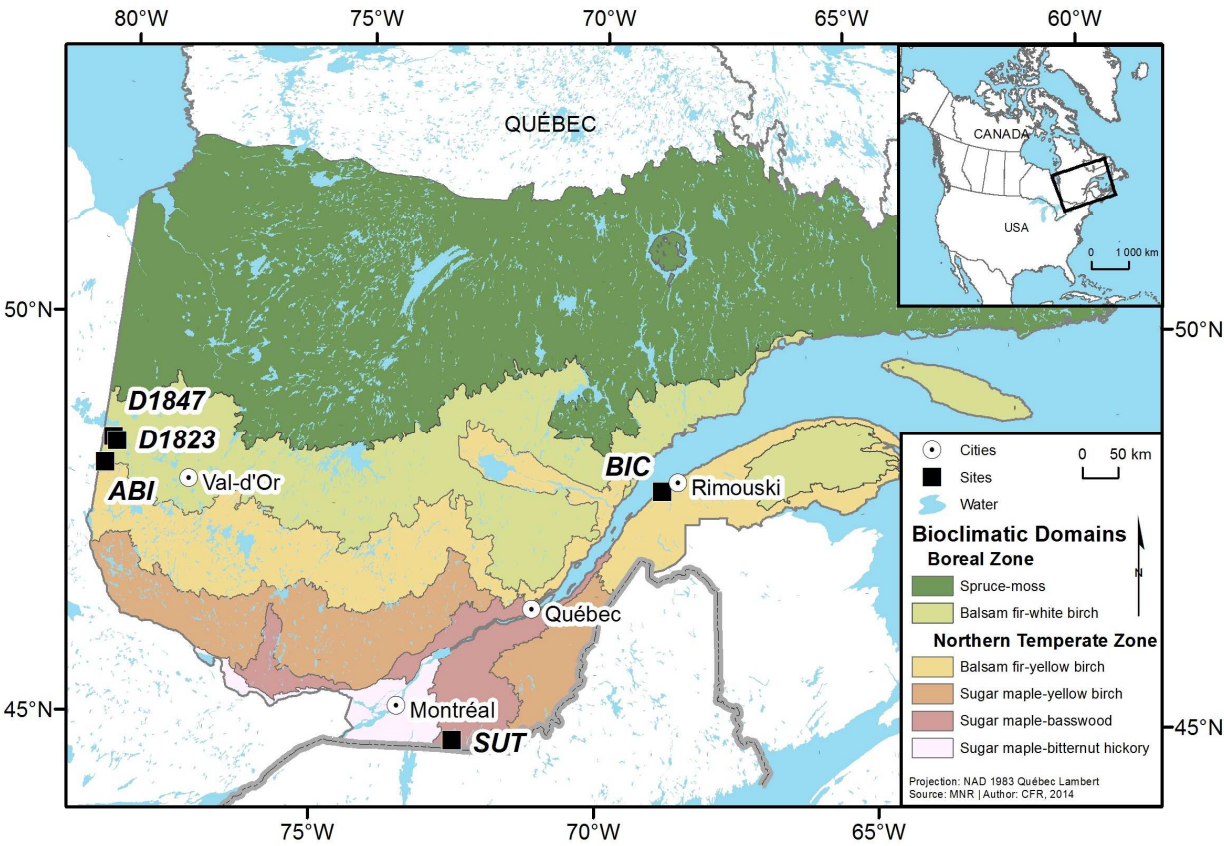 80°W 75°W 70°W 65°W 60°W
QUÉBEC
CANADA
USA
0 1 000 km
50°N
50°N
D1847
D1823
ABI
Val-d'Or
BIC
Rimouski
Québec
Montréal
SUT
45°N
45°N
Cities
Sites
Water
0 50 km
N
Bioclimatic Domains
Boreal Zone
Spruce-moss
Balsam fir-white birch
Northern Temperate Zone
Balsam fir-yellow birch
Sugar maple-yellow birch
Sugar maple-basswood
Sugar maple-bitternut hickory
Projection: NAD 1983 Québec Lambert
Source: MNR | Author: CFR, 2014
75°W 70°W 65°W